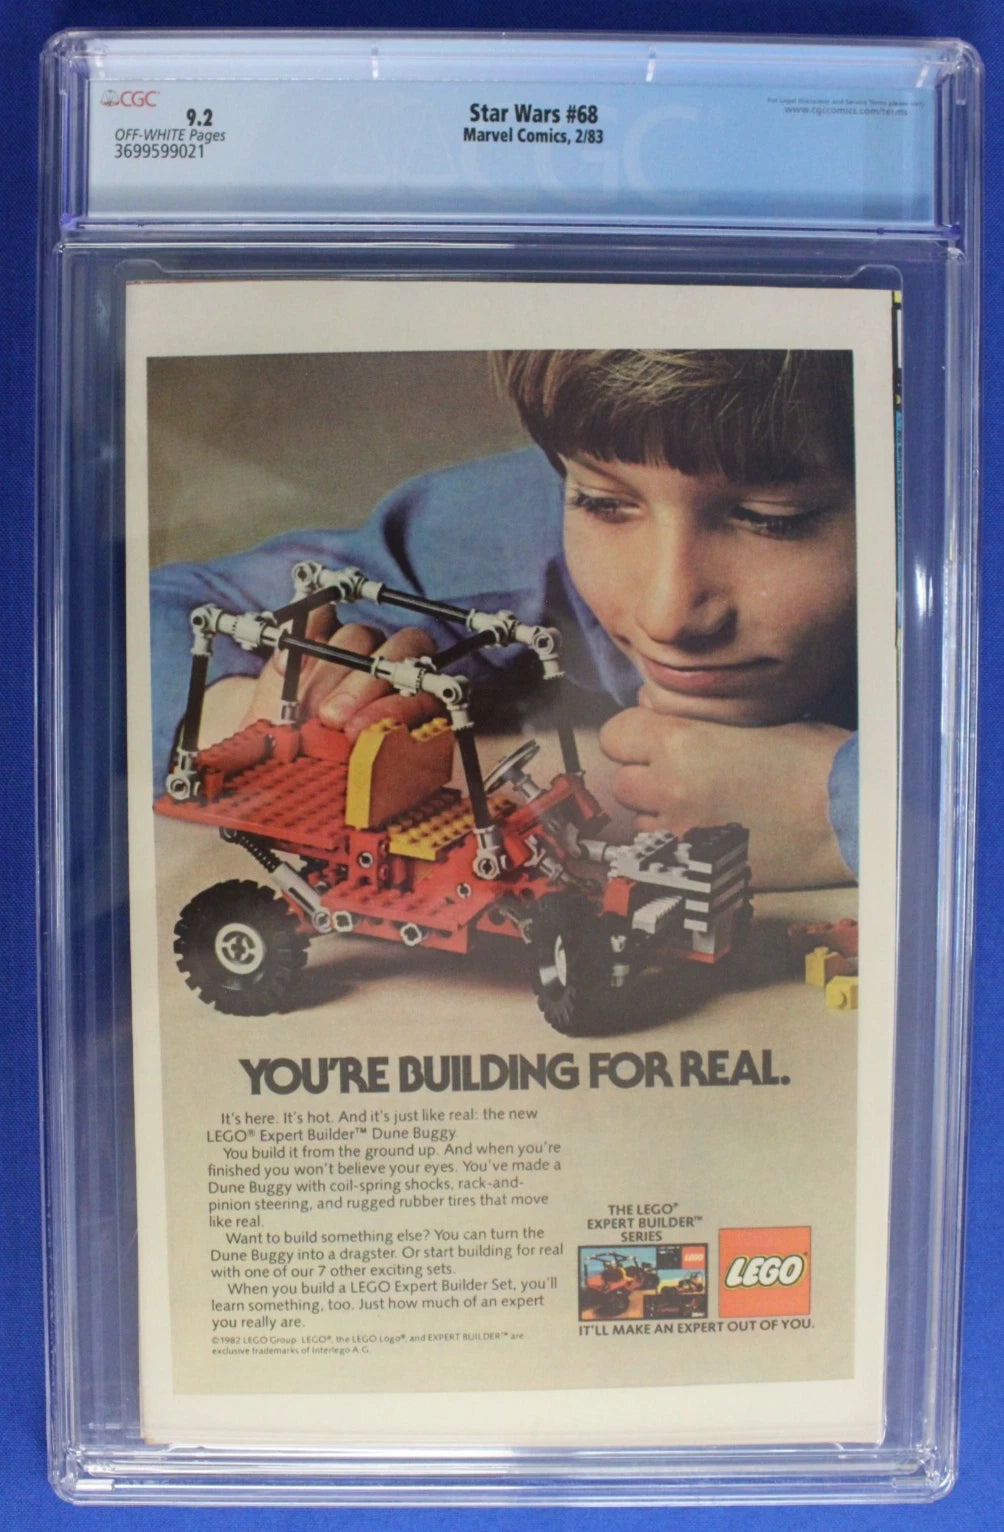 CGC
9.2
OFF-WHITE Pages
3699599021
Star Wars #68
Marvel Comics, 2/83
For Legal Disclaimer and Service Terms please visit
www.cgccomics.com/terms
YOU'RE BUILDING FOR REAL.
It's here. It's hot. And it's just like real: the new
LEGO® Expert Builder™ Dune Buggy.
You build it from the ground up. And when you're
finished you won't believe your eyes. You've made a
Dune Buggy with coil-spring shocks, rack-and-
pinion steering, and rugged rubber tires that move
like real.
Want to build something else? You can turn the
Dune Buggy into a dragster. Or start building for real
with one of our 7 other exciting sets.
When you build a LEGO Expert Builder Set, you'll
learn something, too. Just how much of an expert
you really are.
©1982 LEGO Group. LEGO®, the LEGO Logo®, and EXPERT BUILDER™ are
exclusive trademarks of Interlego A.G.
THE LEGO®
EXPERT BUILDER™
SERIES
LEGO
LEGO®
IT'LL MAKE AN EXPERT OUT OF YOU.